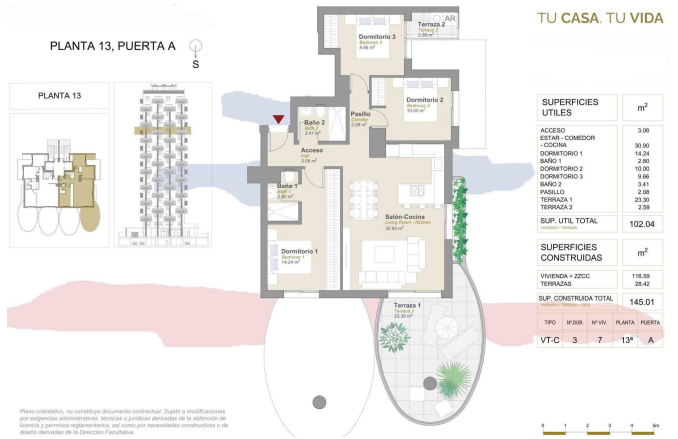 TU CASA. TU VIDA
PLANTA 13, PUERTA A
S
PLANTA 13
Dormitorio 3
Bedroom 3
9.66 m²
Terraza 2
Terrace 2
2.59 m²
AR
Dormitorio 2
Bedroom 2
10.00 m²
Pasillo
Corridor
2.08 m²
Baño 2
Bath 2
3.41 m²
Acceso
Hall
3.06 m²
Baño 1
Bath 1
2.80 m²
Salón-Cocina
Living Room - Kitchen
30.90 m²
Dormitorio 1
Bedroom 1
14.24 m²
Terraza 1
Terrace 1
23.30 m²
SUPERFICIES UTILES m²
ACCESO 3.06
ESTAR - COMEDOR
- COCINA 30.90
DORMITORIO 1 14.24
BAÑO 1 2.80
DORMITORIO 2 10.00
DORMITORIO 3 9.66
BAÑO 2 3.41
PASILLO 2.08
TERRAZA 1 23.30
TERRAZA 2 2.59
SUP. UTIL TOTAL 102.04
VIVIENDA + TERRAZAS
SUPERFICIES CONSTRUIDAS m²
VIVIENDA + ZZCC 116.59
TERRAZAS 28.42
SUP. CONSTRUIDA TOTAL 145.01
TIPO NºDOR. Nº VIV. PLANTA PUERTA
VT-C 3 7 13ª A
Plano orientativo, no constituye documento contractual. Sujeto a modificaciones
por exigencias administrativas, técnicas o jurídicas derivadas de la obtención de
licencia y permisos reglamentarios, así como por necesidades constructivas o de
diseño derivadas de la Dirección Facultativa.
0 1 2 3 4 5m